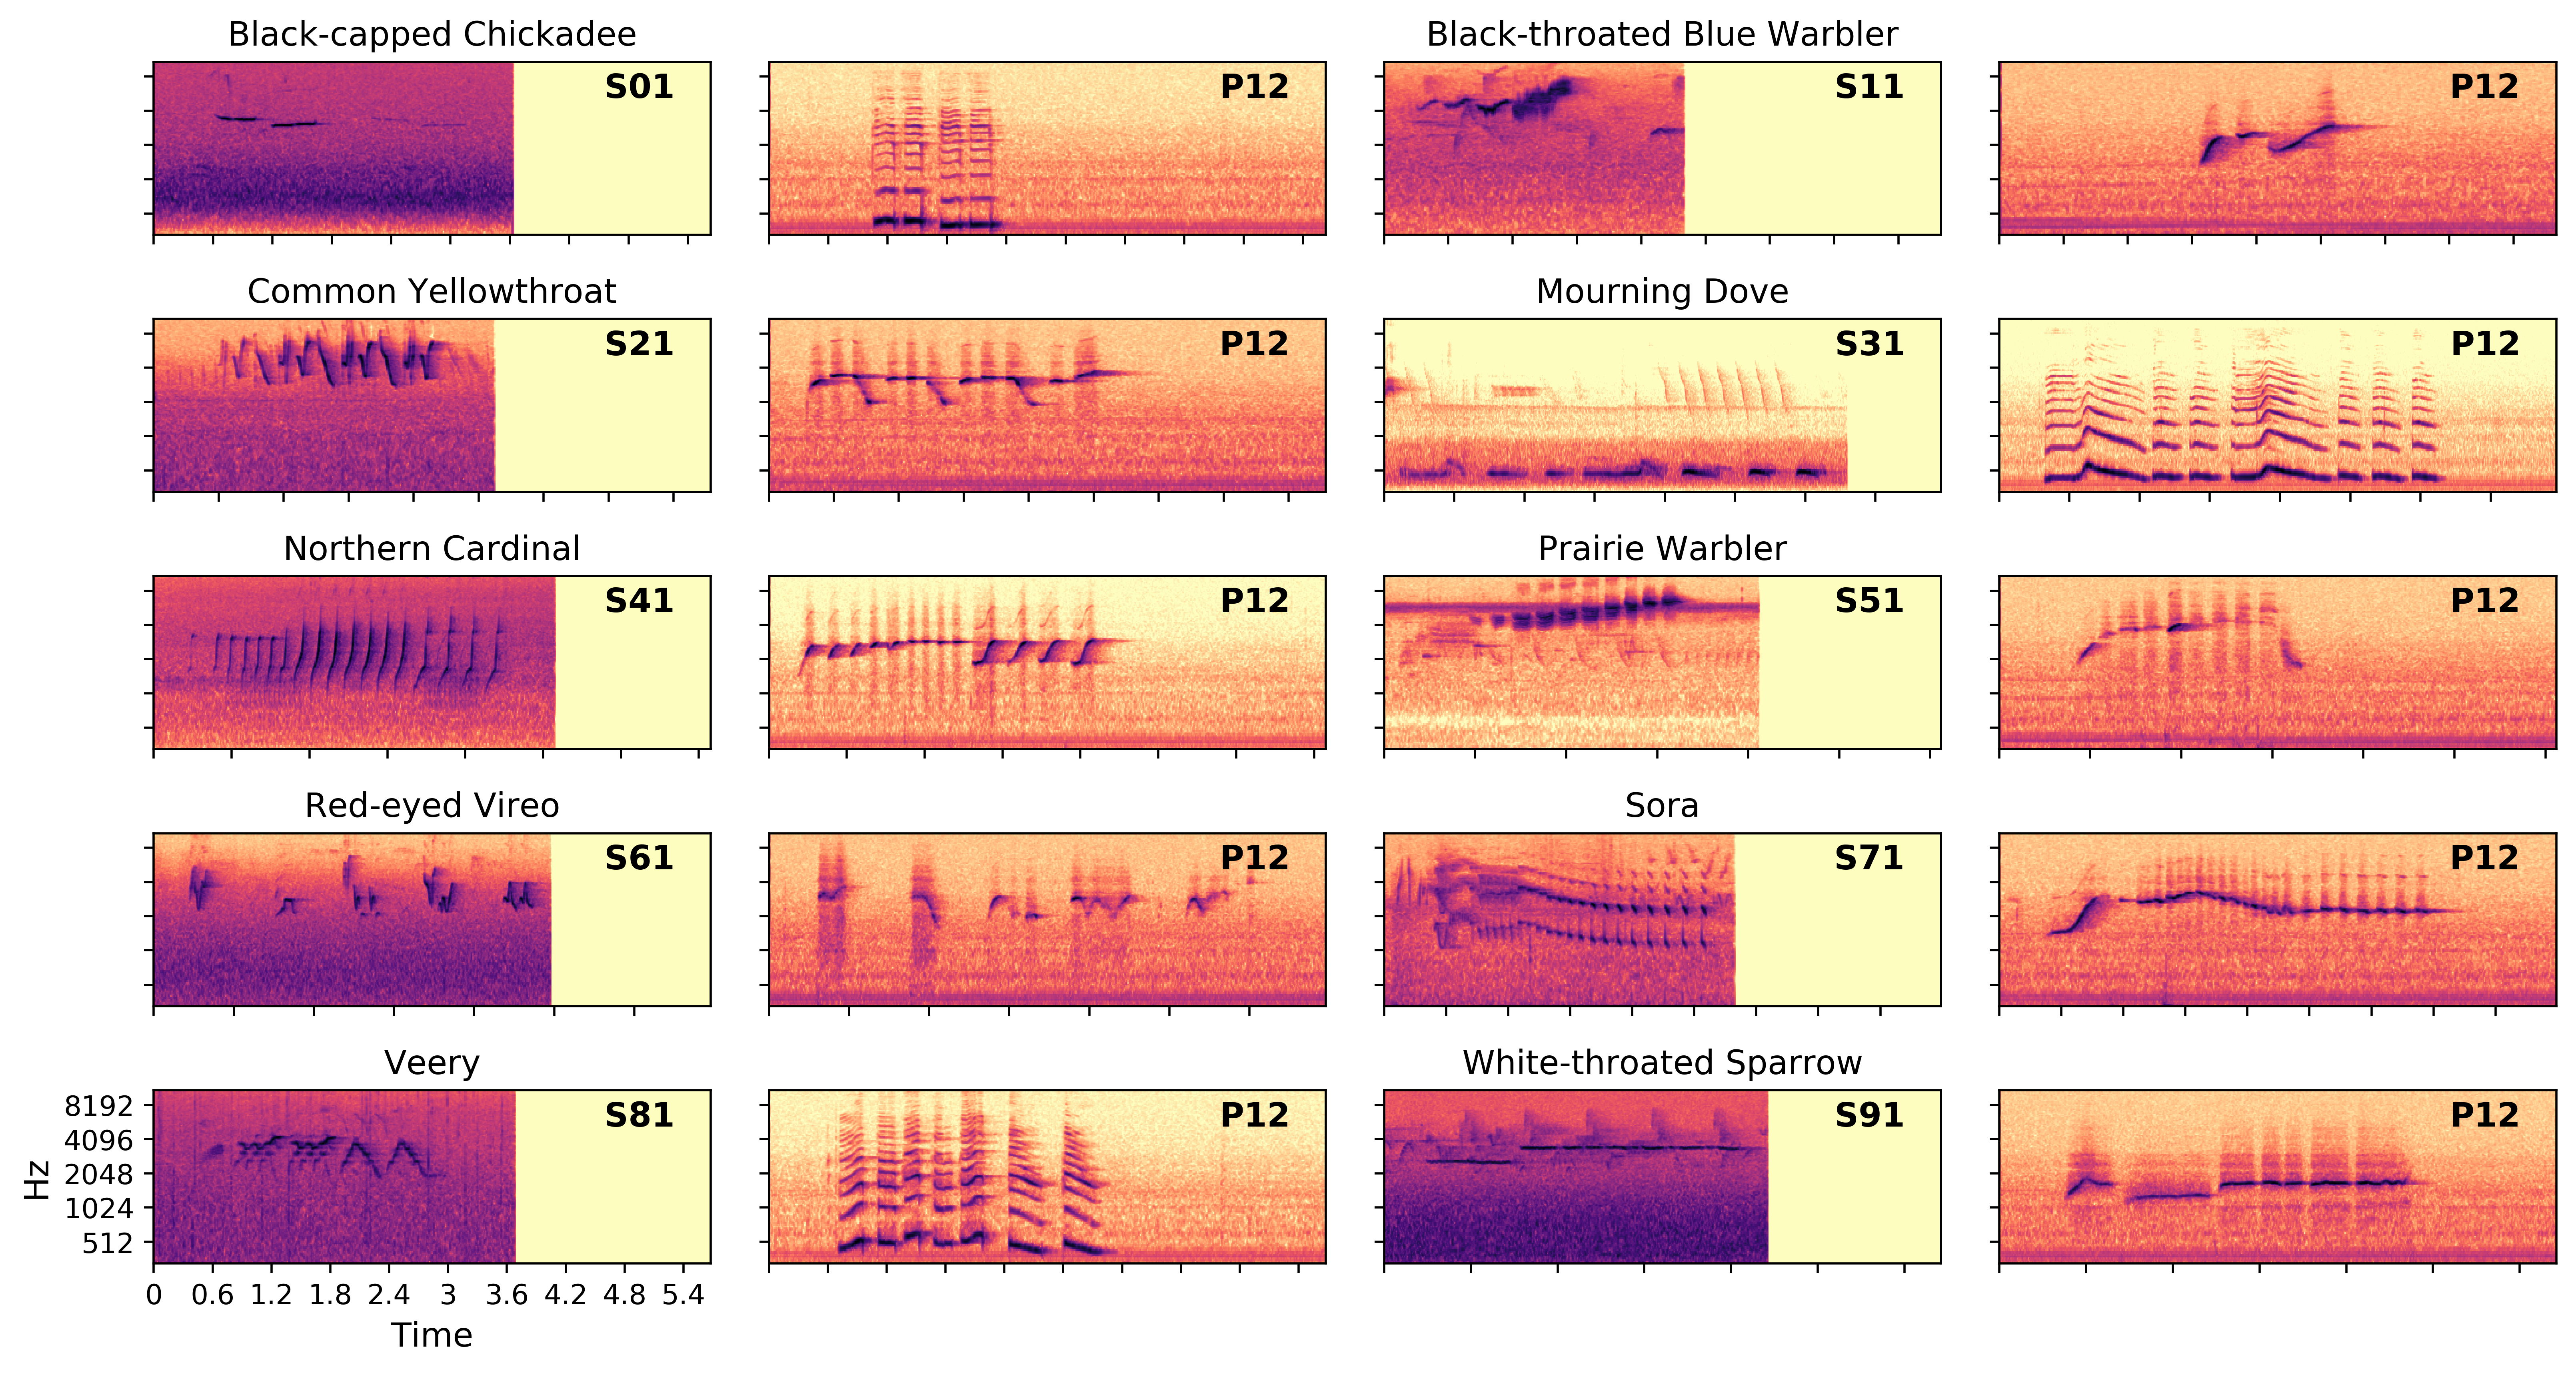 Black-capped Chickadee
Black-throated Blue Warbler
S01
P12
S11
P12
Common Yellowthroat
Mourning Dove
S21
P12
S31
P12
Northern Cardinal
Prairie Warbler
S41
P12
S51
P12
Red-eyed Vireo
Sora
S61
P12
S71
P12
Veery
White-throated Sparrow
S81
P12
S91
P12
8192
4096
2048
1024
512
Hz
0 0.6 1.2 1.8 2.4 3 3.6 4.2 4.8 5.4
Time